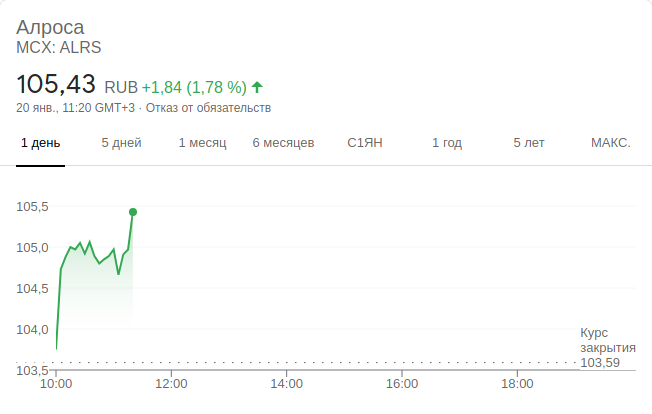 Алроса
MCX: ALRS
105,43 RUB +1,84 (1,78 %)
20 янв., 11:20 GMT+3 · Отказ от обязательств
1 день 5 дней 1 месяц 6 месяцев С1ЯН 1 год 5 лет МАКС.
105,5
105,0
104,5
104,0
Курс
закрытия
103,59
103,5
10:00 12:00 14:00 16:00 18:00